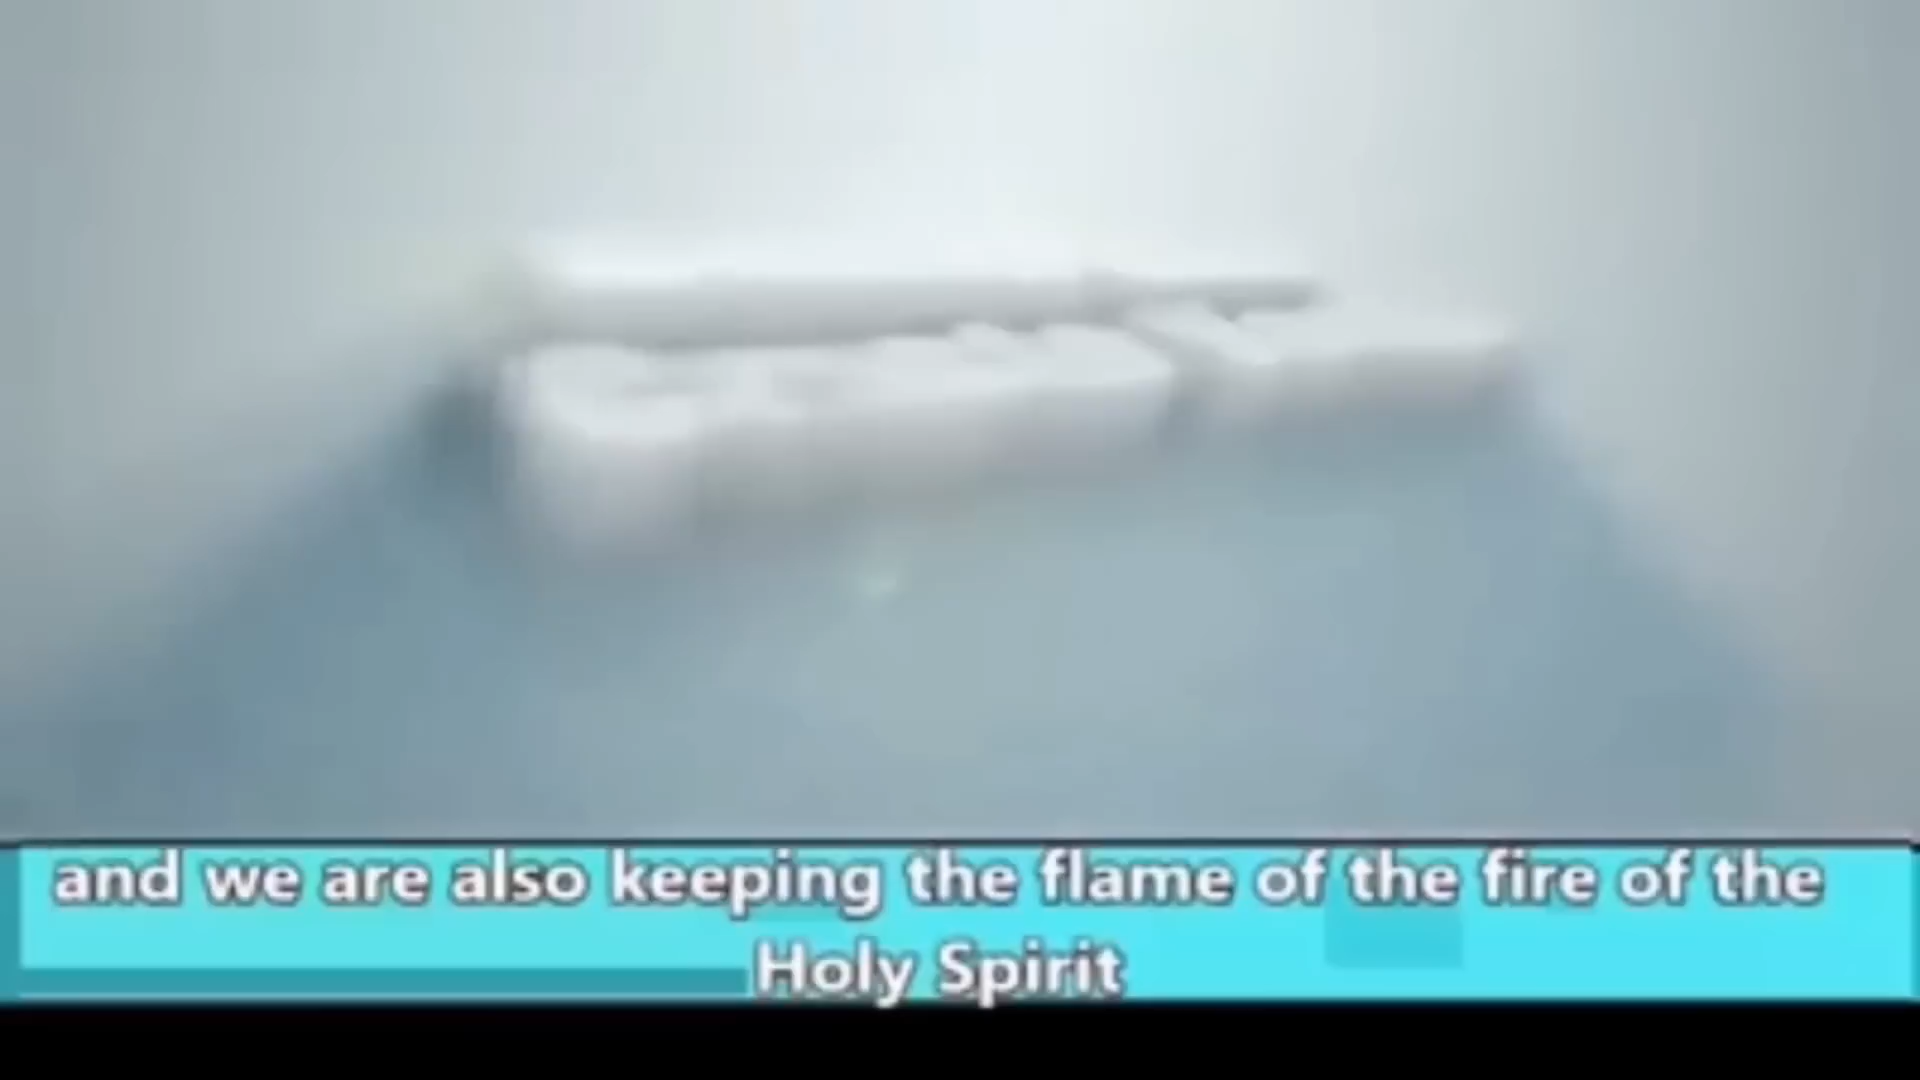 and we are also keeping the flame of the fire of the
Holy Spirit